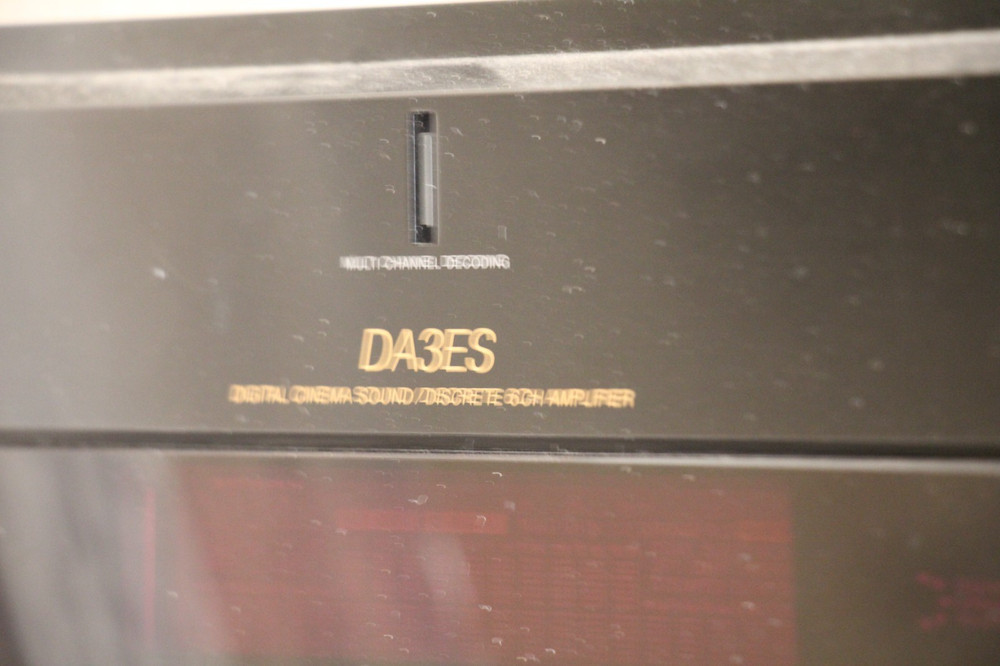 MULTI CHANNEL DECODING
DA3ES
DIGITAL CINEMA SOUND / DISCRETE 6CH AMPLIFIER